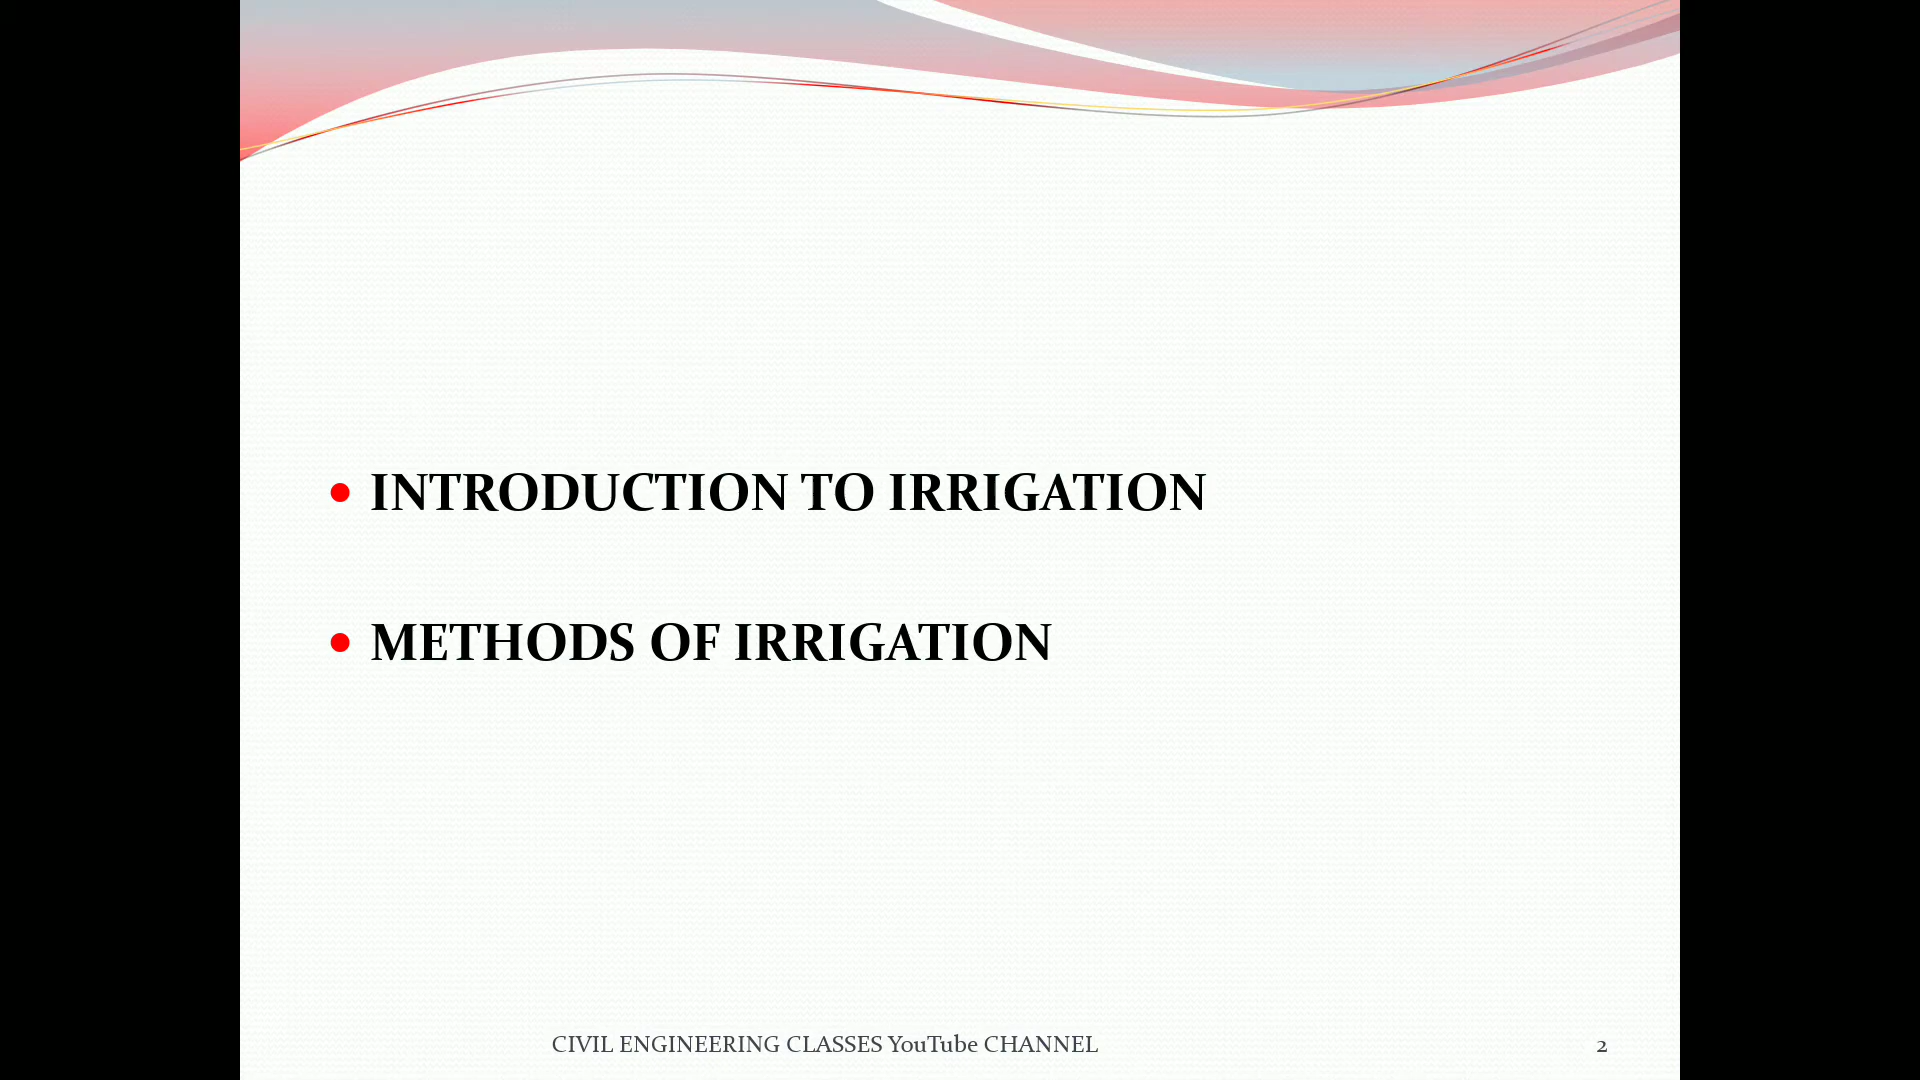 • INTRODUCTION TO IRRIGATION
• METHODS OF IRRIGATION
CIVIL ENGINEERING CLASSES YouTube CHANNEL
2